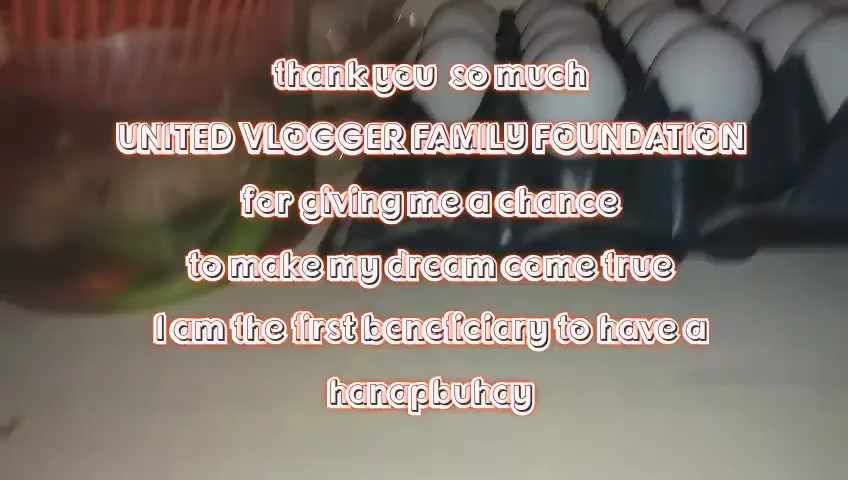 thank you so much
UNITED VLOGGER FAMILY FOUNDATION
for giving me a chance
to make my dream come true
I am the first beneficiary to have a
hanapbuhay